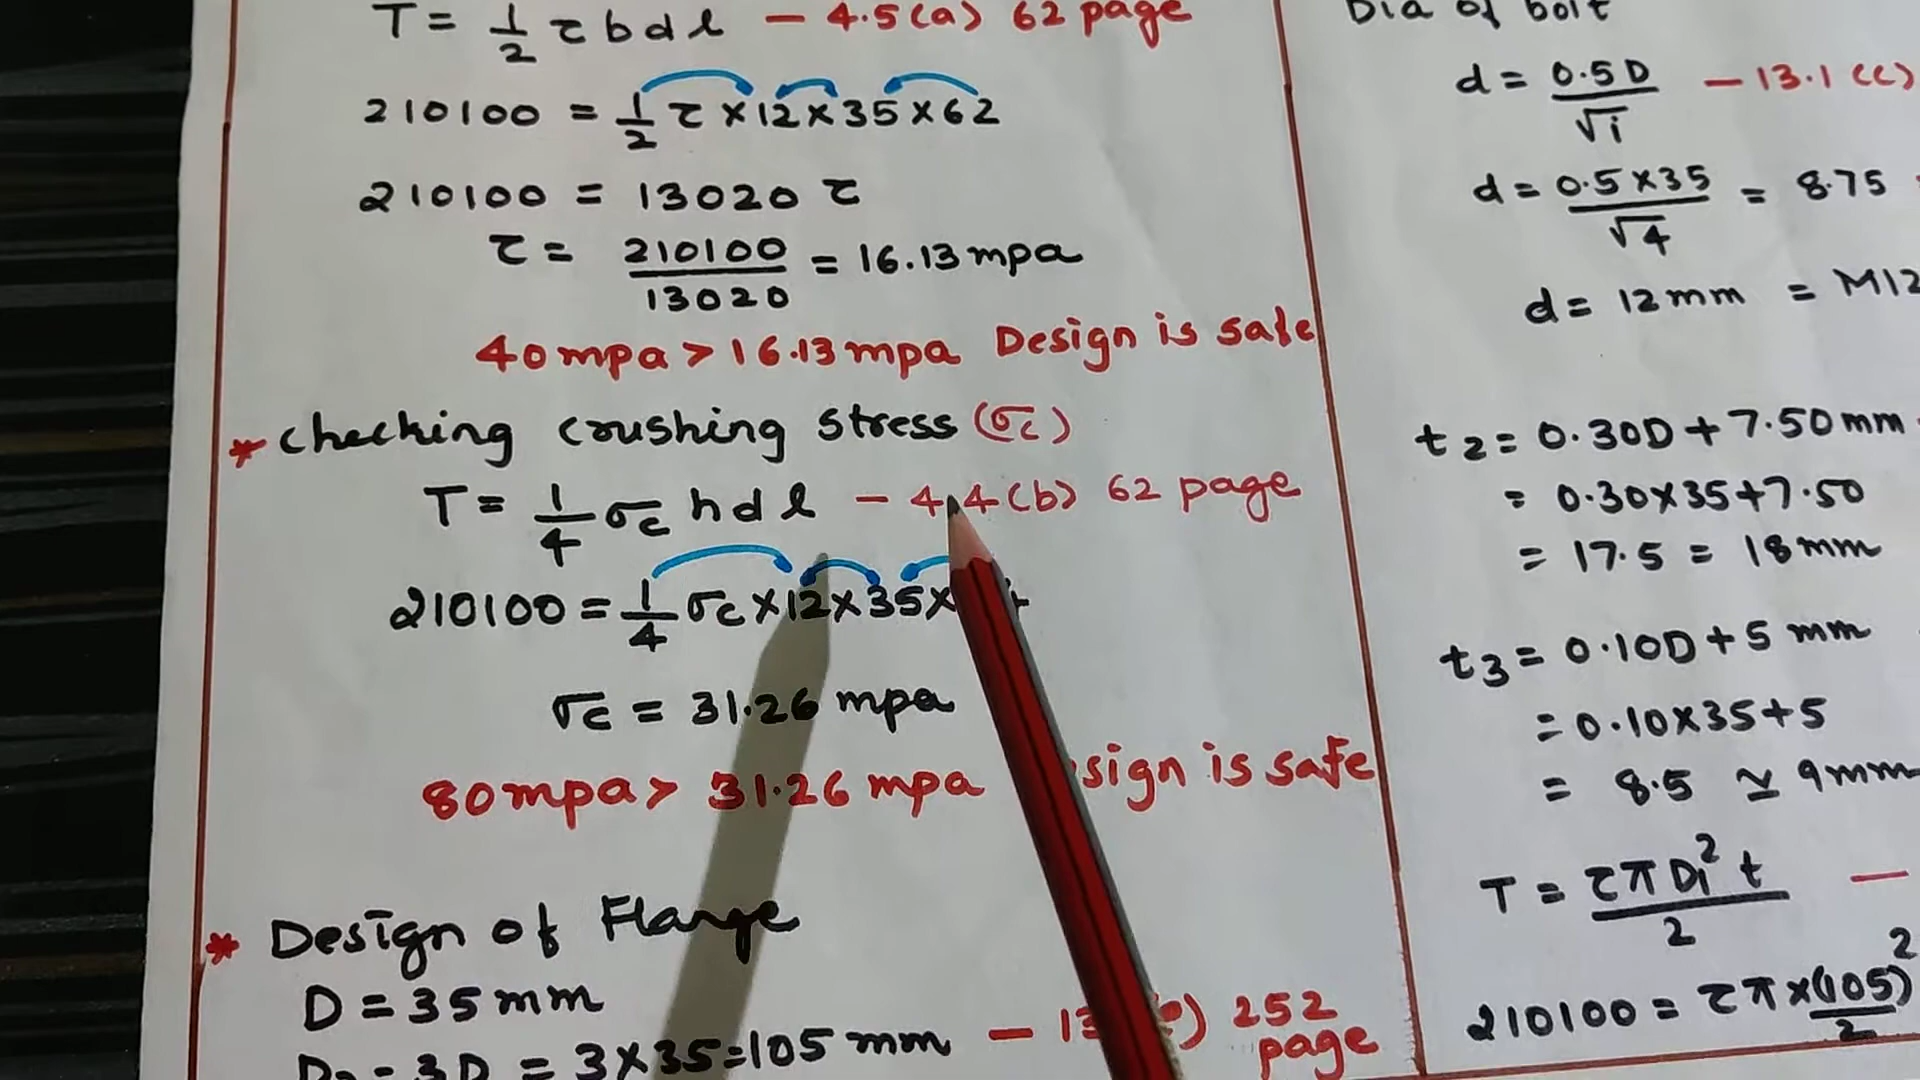 T = 1/2 τ b d l – 4.5(a) 62 page
210100 = 1/2 τ × 12 × 35 × 62
210100 = 13020 τ
τ = 210100/13020 = 16.13 mpa
40 mpa > 16.13 mpa Design is safe
* Checking crushing stress (σc)
T = 1/4 σc h d l – 4.4(b) 62 page
210100 = 1/4 σc × 12 × 35 ×
σc = 31.26 mpa
80 mpa > 31.26 mpa sign is safe
* Design of Flange
D = 35 mm
= 3D = 3 × 35 = 105 mm – 13 ) 252 page
Dia of bolt
d = 0.5 D/√i – 13.1 (c)
d = 0.5 × 35/√4 = 8.75
d = 12 mm = M12
t2 = 0.30D + 7.50 mm
= 0.30 × 35 + 7.50
= 17.5 = 18 mm
t3 = 0.10D + 5 mm
= 0.10 × 35 + 5
= 8.5 ≃ 9 mm
T = τ π D1² t/2 –
210100 = τ π × (105)²/2